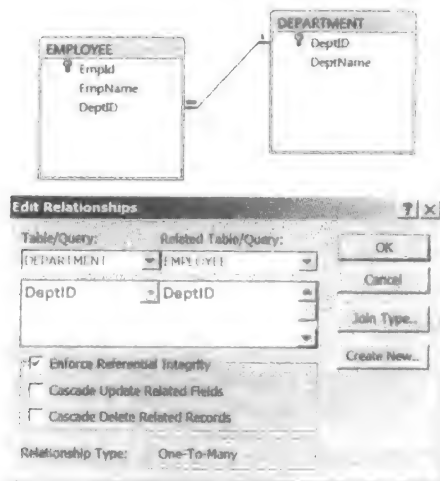 DEPARTMENT
DeptID
DeptName
1
EMPLOYEE
EmpId
EmpName
DeptID
∞
Edit Relationships
? ×
Table/Query:
Related Table/Query:
DEPARTMENT
EMPLOYEE
DeptID
DeptID
OK
Cancel
Join Type..
Create New..
Enforce Referential Integrity
Cascade Update Related Fields
Cascade Delete Related Records
Relationship Type:
One-To-Many